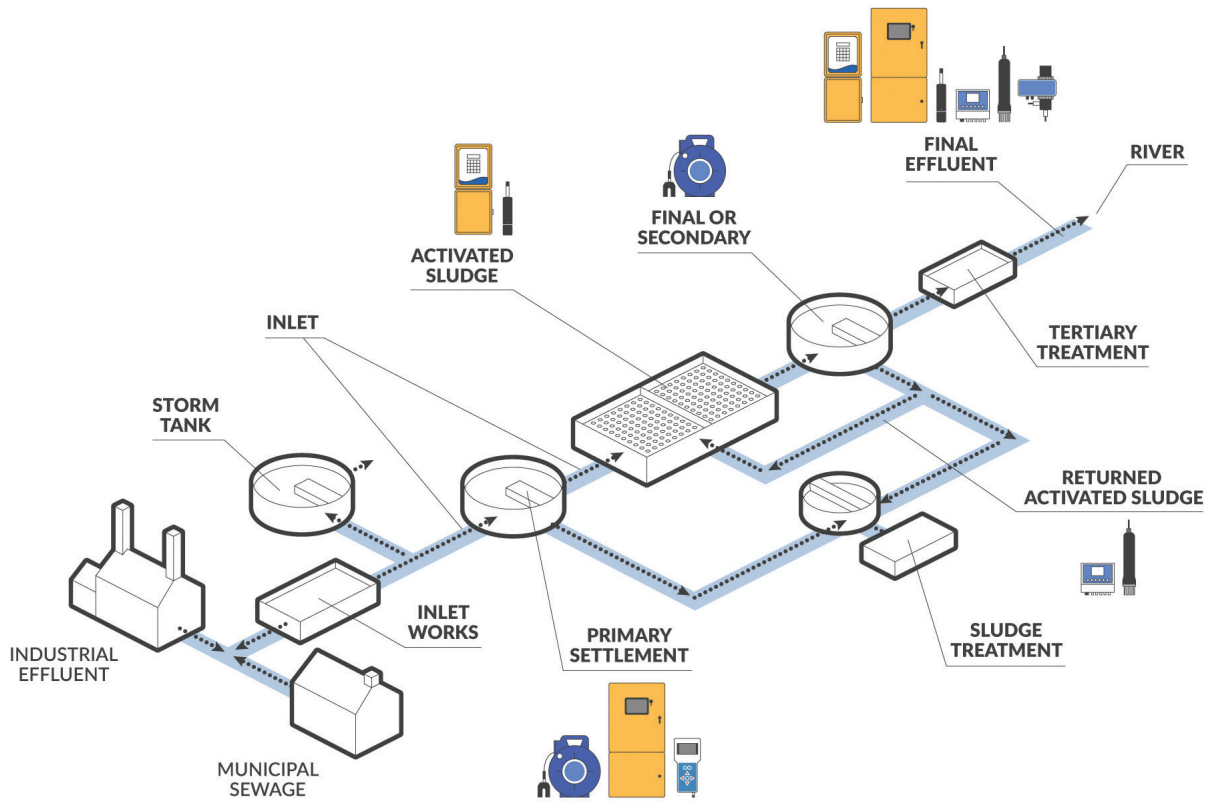 FINAL
EFFLUENT
RIVER
FINAL OR
SECONDARY
ACTIVATED
SLUDGE
INLET
TERTIARY
TREATMENT
STORM
TANK
RETURNED
ACTIVATED SLUDGE
INLET
WORKS
PRIMARY
SETTLEMENT
SLUDGE
TREATMENT
INDUSTRIAL
EFFLUENT
MUNICIPAL
SEWAGE